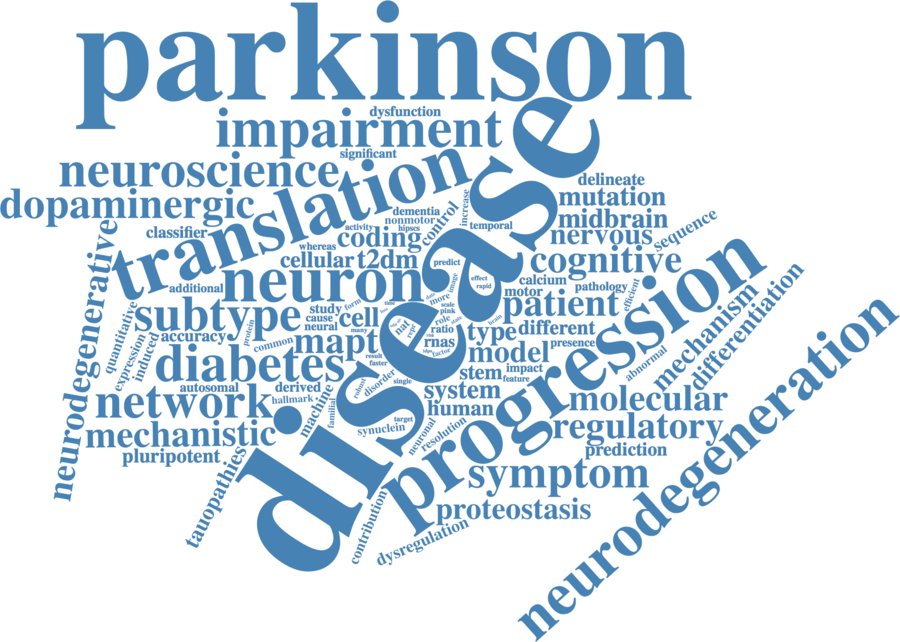 parkinson
disease
dysfunction
impairment
significant
neuroscience
translation
dopaminergic
delineate
mutation
midbrain
nervous
sequence
dementia
nonmotor
hipscs
control
increase
temporal
classifier
activity
whereas
coding
cellular
t2dm
predict
cognitive
neurodegenerative
additional
neuron
image
effect
rapid
calcium
motor
pathology
efficient
patient
progression
subtype
study
form
cause
neural
cell
many
more
scale
pink
role
ratio
type
different
quantitative
expression
induced
accuracy
protein
common
mapt
rnas
factor
model
presence
mechanism
differentiation
diabetes
result
faster
disorder
robust
single
stem
impact
feature
abnormal
brain
autosomal
derived
hallmark
machine
familial
system
human
molecular
network
target
synuclein
neuronal
resolution
regulatory
mechanistic
pluripotent
prediction
tauopathies
symptom
neurodegeneration
proteostasis
contribution
dysregulation